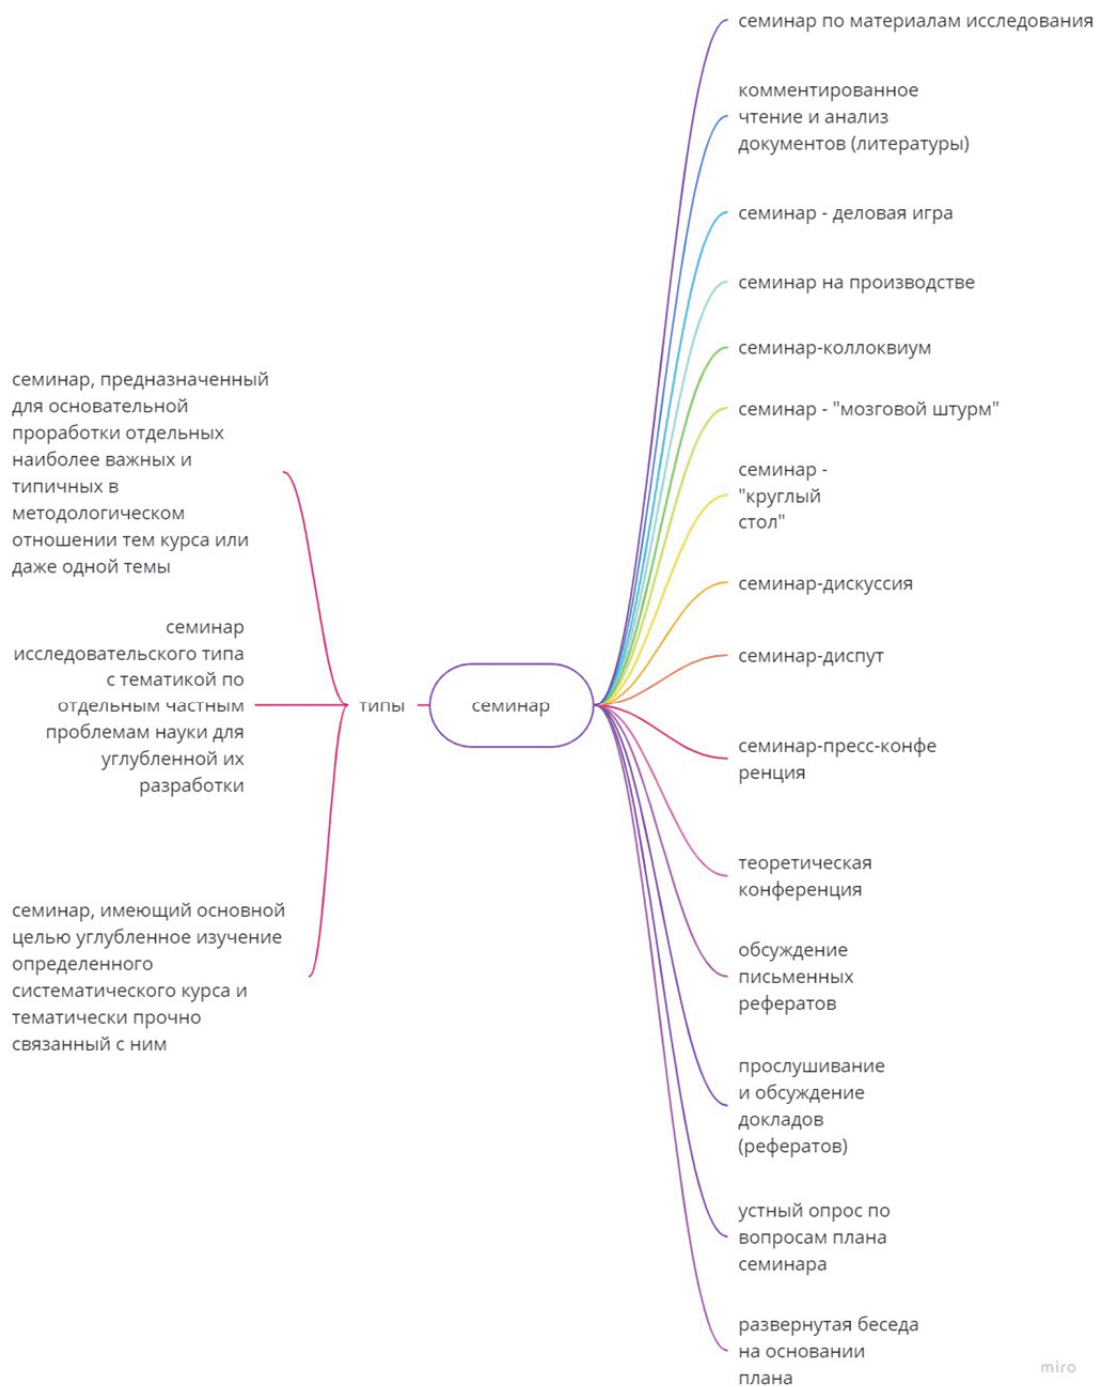 семинар по материалам исследования
комментированное
чтение и анализ
документов (литературы)
семинар - деловая игра
семинар на производстве
семинар-коллоквиум
семинар - "мозговой штурм"
семинар -
"круглый
стол"
семинар-дискуссия
семинар-диспут
семинар-пресс-конфе
ренция
теоретическая
конференция
обсуждение
письменных
рефератов
прослушивание
и обсуждение
докладов
(рефератов)
устный опрос по
вопросам плана
семинара
развернутая беседа
на основании
плана
семинар
типы
семинар, предназначенный
для основательной
проработки отдельных
наиболее важных и
типичных в
методологическом
отношении тем курса или
даже одной темы
семинар
исследовательского типа
с тематикой по
отдельным частным
проблемам науки для
углубленной их
разработки
семинар, имеющий основной
целью углубленное изучение
определенного
систематического курса и
тематически прочно
связанный с ним
miro